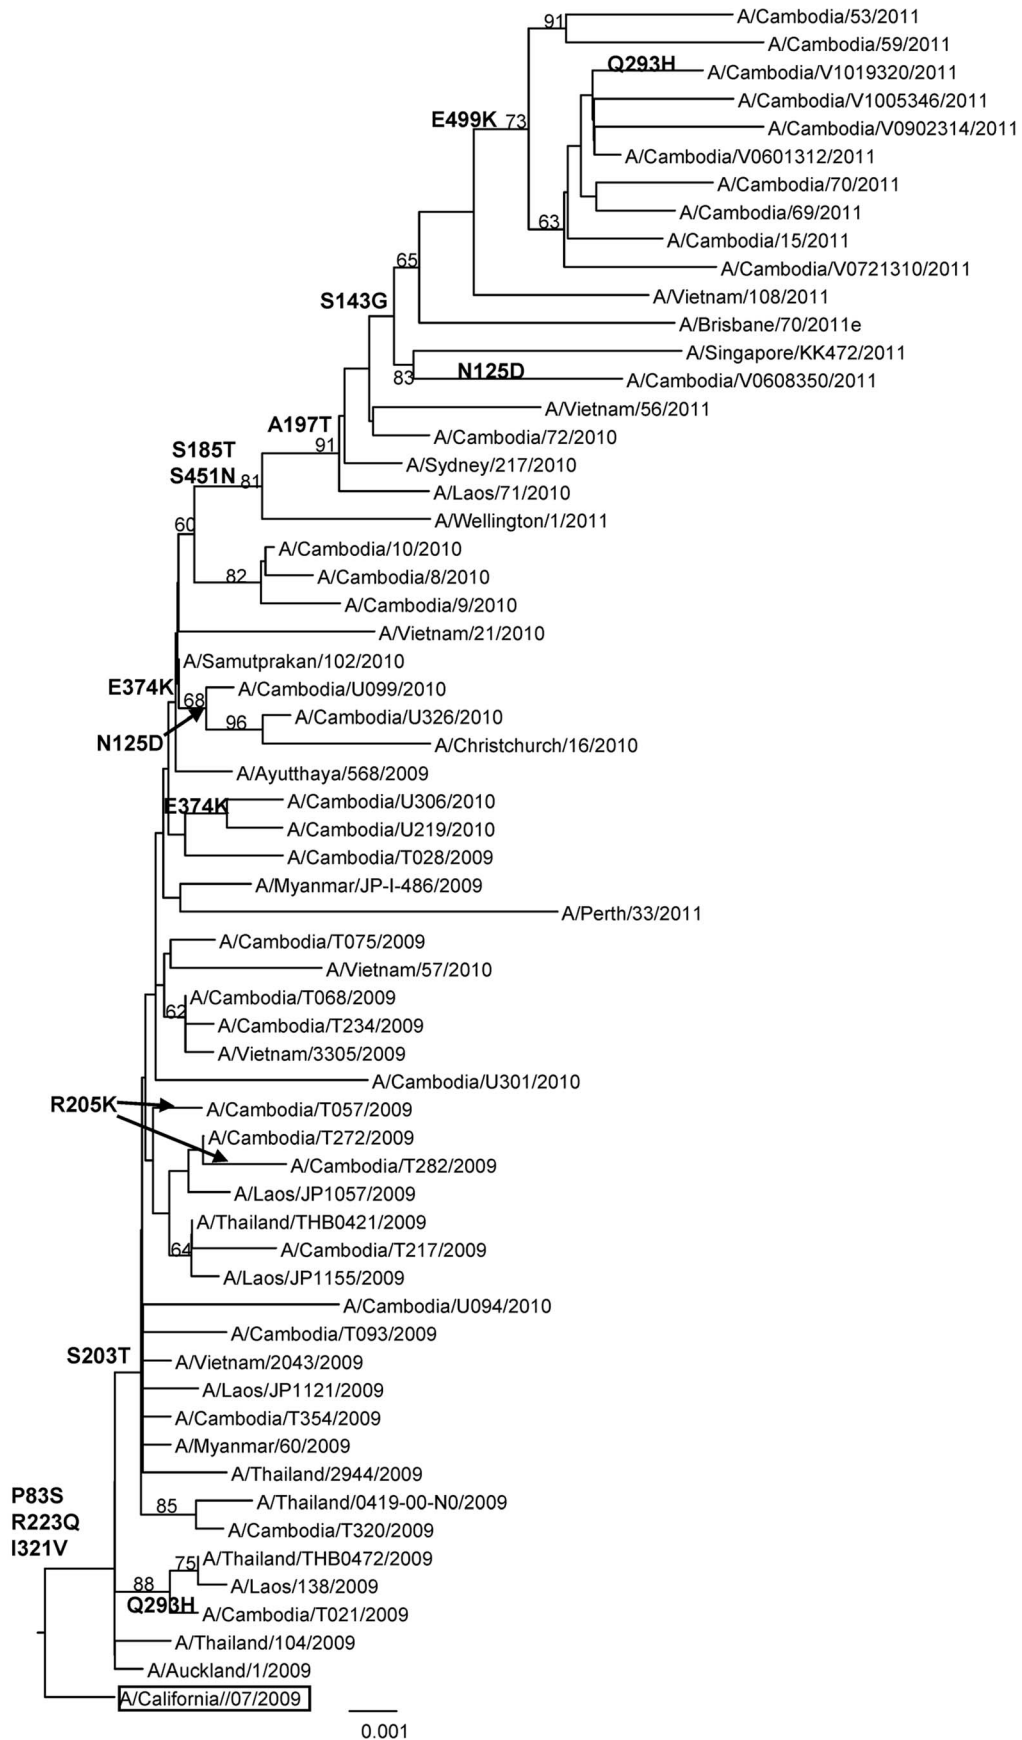 91
A/Cambodia/53/2011
A/Cambodia/59/2011
Q293H
A/Cambodia/V1019320/2011
A/Cambodia/V1005346/2011
E499K 73
A/Cambodia/V0902314/2011
A/Cambodia/V0601312/2011
A/Cambodia/70/2011
A/Cambodia/69/2011
63
A/Cambodia/15/2011
65
A/Cambodia/V0721310/2011
S143G
A/Vietnam/108/2011
A/Brisbane/70/2011e
A/Singapore/KK472/2011
83
N125D
A/Cambodia/V0608350/2011
A/Vietnam/56/2011
A197T
A/Cambodia/72/2010
91
S185T
A/Sydney/217/2010
S451N 81
A/Laos/71/2010
60
A/Wellington/1/2011
A/Cambodia/10/2010
82
A/Cambodia/8/2010
A/Cambodia/9/2010
A/Vietnam/21/2010
A/Samutprakan/102/2010
E374K
68
A/Cambodia/U099/2010
96
A/Cambodia/U326/2010
N125D
A/Christchurch/16/2010
A/Ayutthaya/568/2009
E374K
A/Cambodia/U306/2010
A/Cambodia/U219/2010
A/Cambodia/T028/2009
A/Myanmar/JP-I-486/2009
A/Perth/33/2011
A/Cambodia/T075/2009
A/Vietnam/57/2010
A/Cambodia/T068/2009
62
A/Cambodia/T234/2009
A/Vietnam/3305/2009
A/Cambodia/U301/2010
R205K
A/Cambodia/T057/2009
A/Cambodia/T272/2009
A/Cambodia/T282/2009
A/Laos/JP1057/2009
A/Thailand/THB0421/2009
64
A/Cambodia/T217/2009
A/Laos/JP1155/2009
A/Cambodia/U094/2010
A/Cambodia/T093/2009
S203T
A/Vietnam/2043/2009
A/Laos/JP1121/2009
A/Cambodia/T354/2009
A/Myanmar/60/2009
A/Thailand/2944/2009
P83S
85
A/Thailand/0419-00-N0/2009
R223Q
A/Cambodia/T320/2009
I321V
75
A/Thailand/THB0472/2009
88
A/Laos/138/2009
Q293H
A/Cambodia/T021/2009
A/Thailand/104/2009
A/Auckland/1/2009
A/California//07/2009
0.001